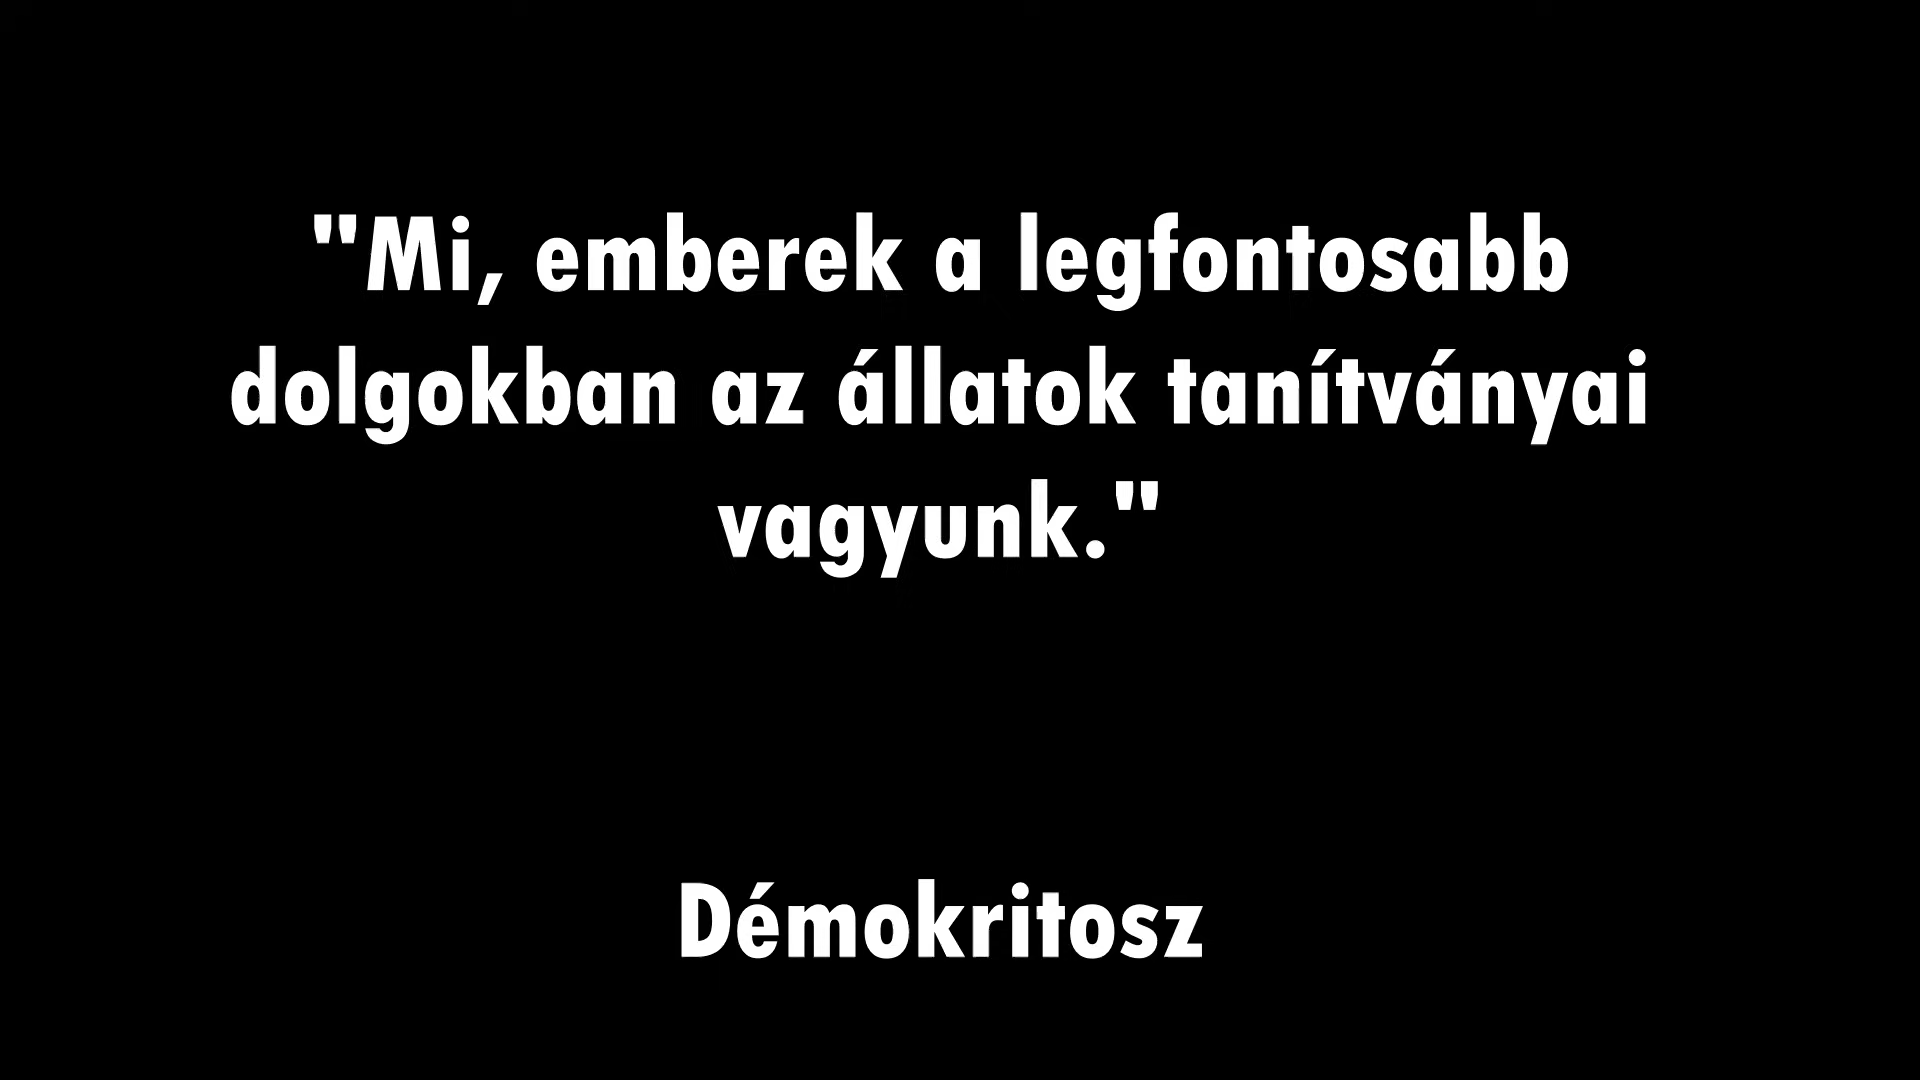 "Mi, emberek a legfontosabb
dolgokban az állatok tanítványai
vagyunk."
Démokritosz